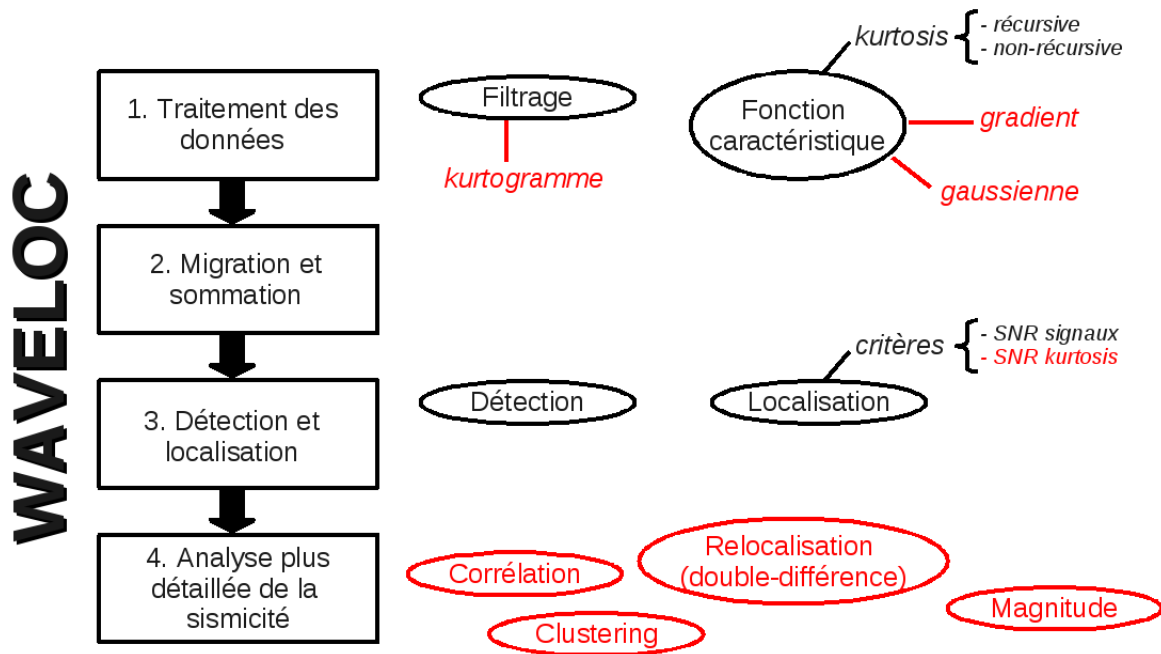 WAVELOC
1. Traitement des
données
Filtrage
kurtogramme
Fonction
caractéristique
kurtosis
- récursive
- non-récursive
gradient
gaussienne
2. Migration et
sommation
3. Détection et
localisation
Détection
Localisation
critères
- SNR signaux
- SNR kurtosis
4. Analyse plus
détaillée de la
sismicité
Corrélation
Relocalisation
(double-différence)
Clustering
Magnitude